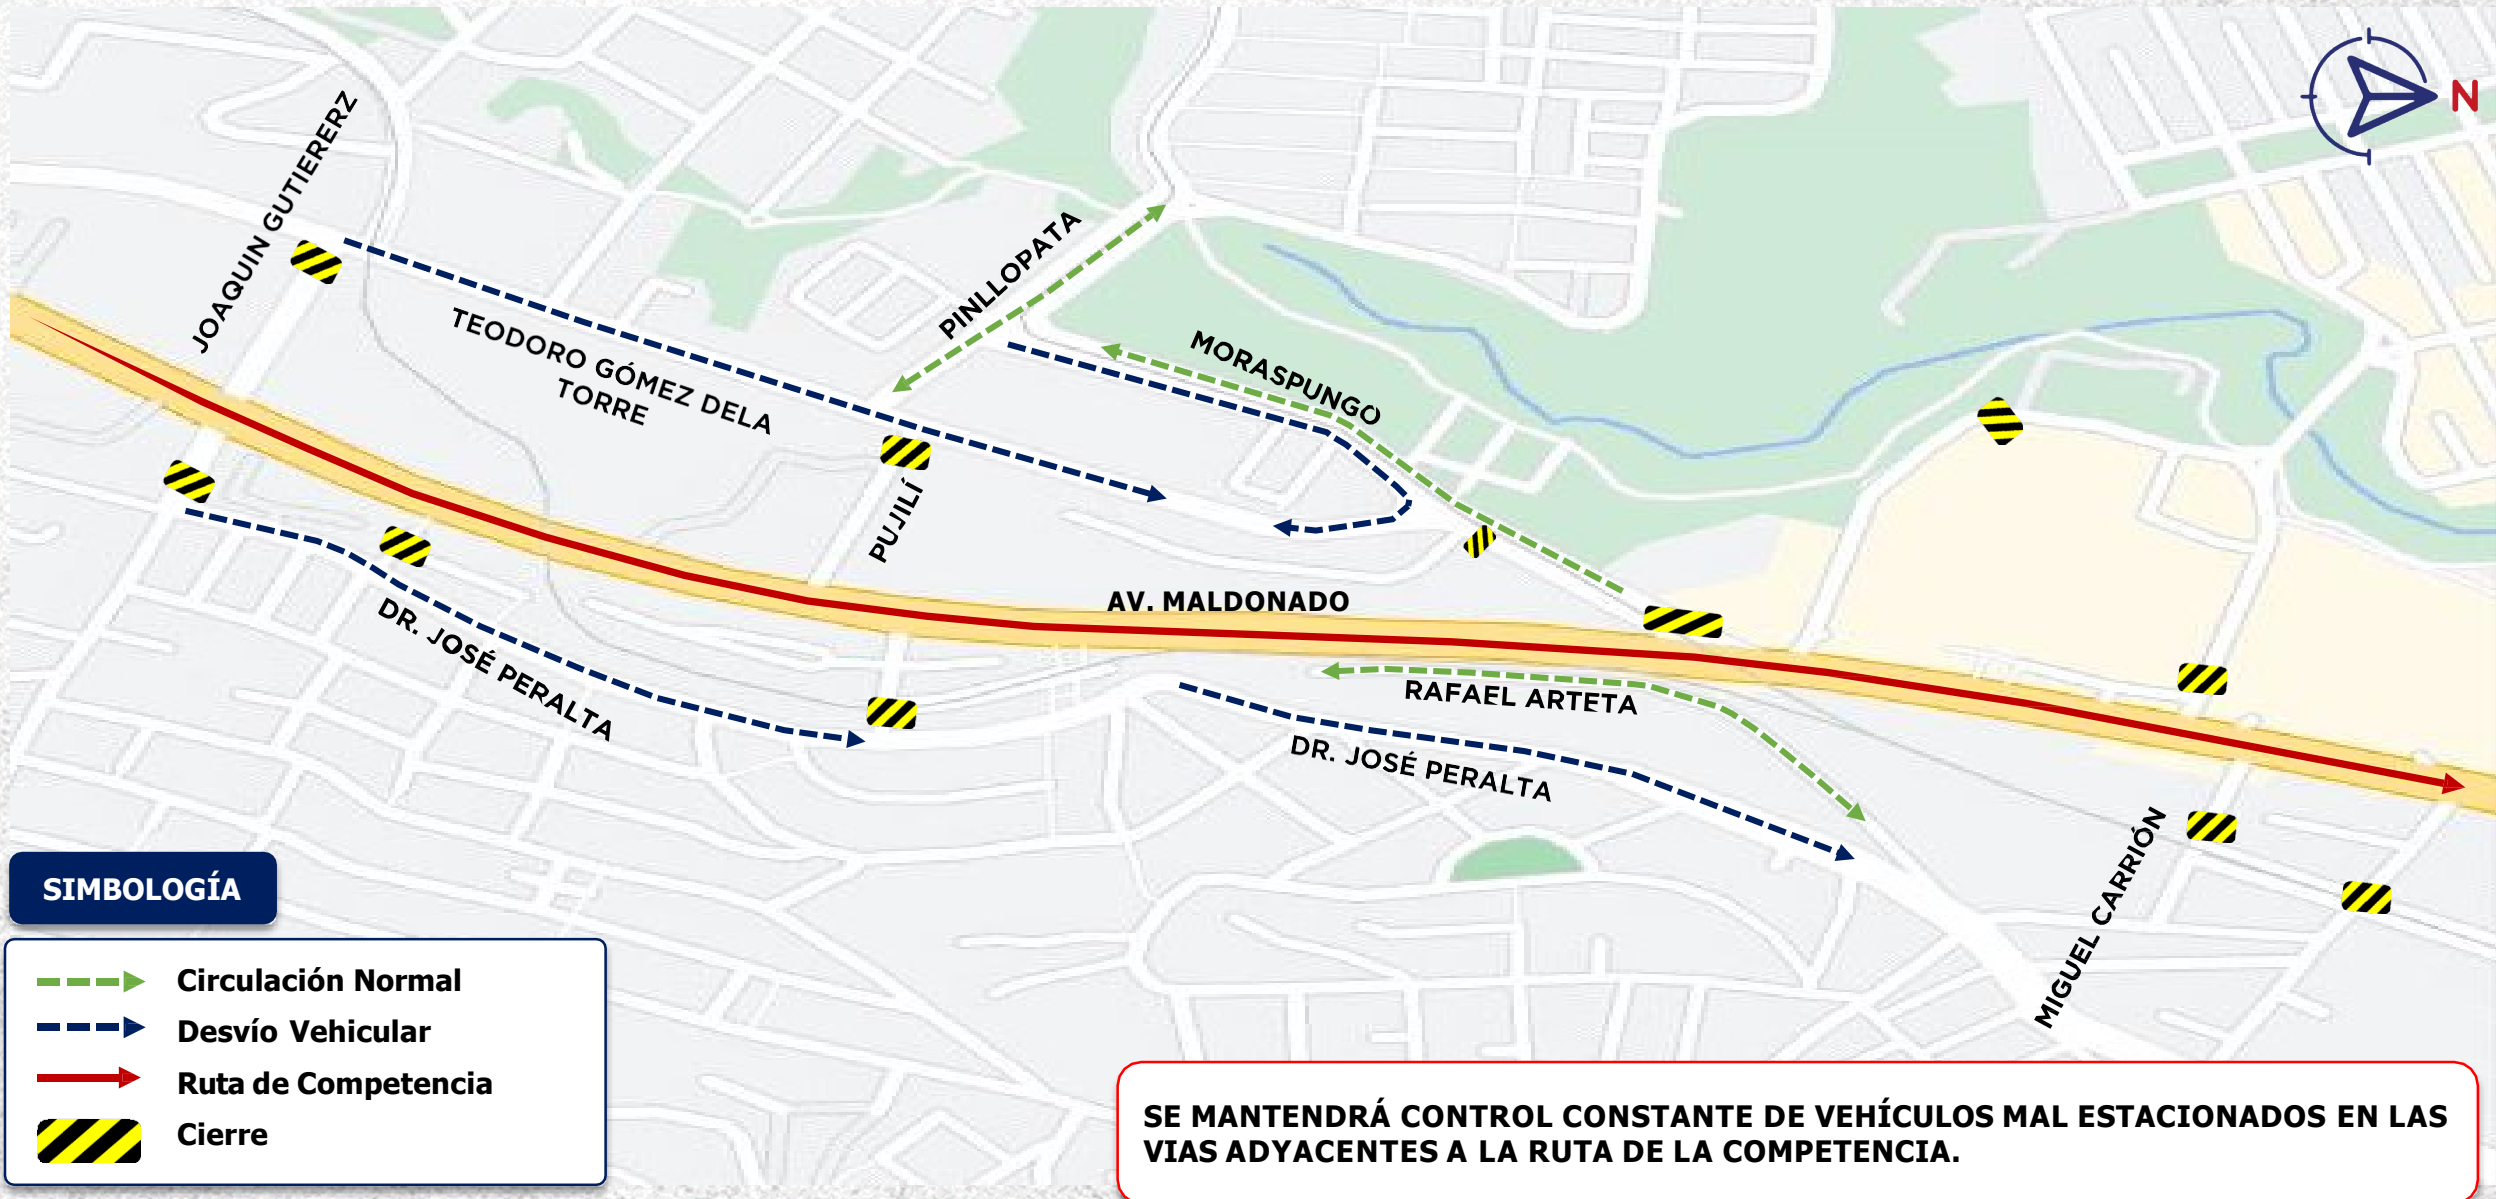 N
JOAQUIN GUTIERERZ
PINLLOPATA
TEODORO GÓMEZ DELA
TORRE
MORASPUNGO
PUJILÍ
AV. MALDONADO
DR. JOSÉ PERALTA
RAFAEL ARTETA
DR. JOSÉ PERALTA
MIGUEL CARRIÓN
SIMBOLOGÍA
Circulación Normal
Desvío Vehicular
Ruta de Competencia
Cierre
SE MANTENDRÁ CONTROL CONSTANTE DE VEHÍCULOS MAL ESTACIONADOS EN LAS
VIAS ADYACENTES A LA RUTA DE LA COMPETENCIA.